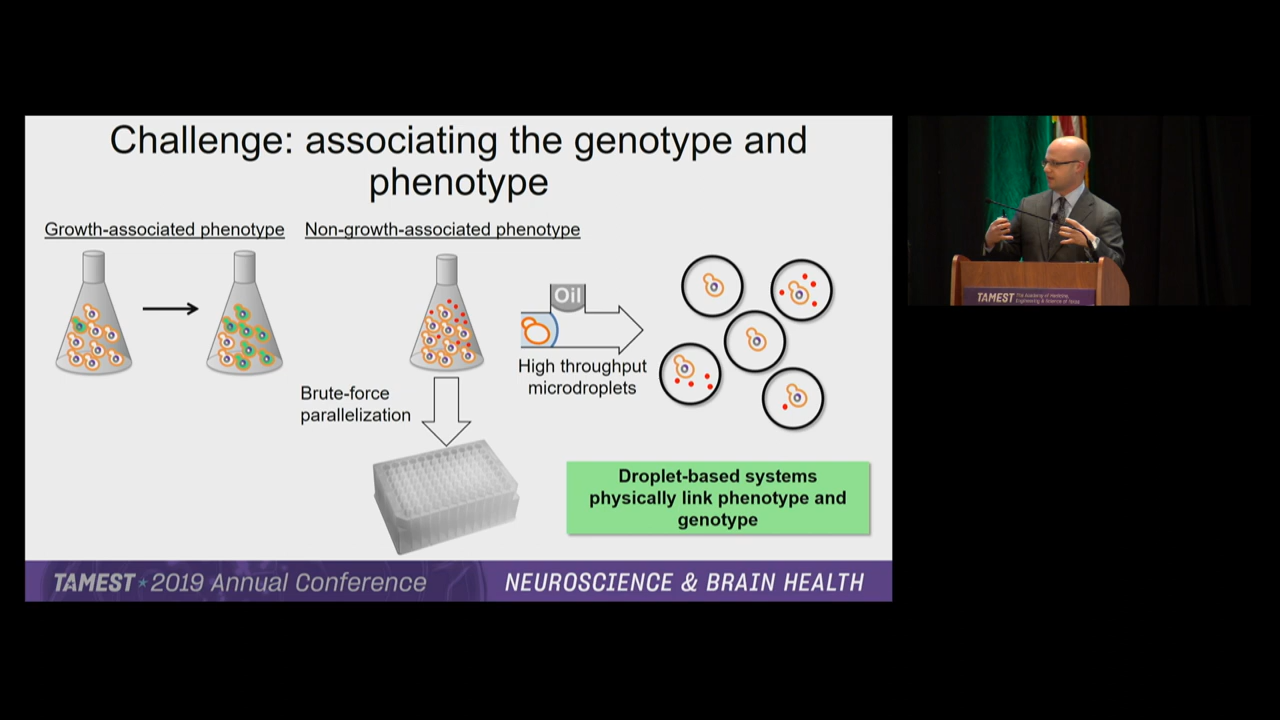 Challenge: associating the genotype and
phenotype
Growth-associated phenotype
Non-growth-associated phenotype
Oil
High throughput
microdroplets
Brute-force
parallelization
Droplet-based systems
physically link phenotype and
genotype
TAMEST★2019 Annual Conference
NEUROSCIENCE & BRAIN HEALTH
TAMEST